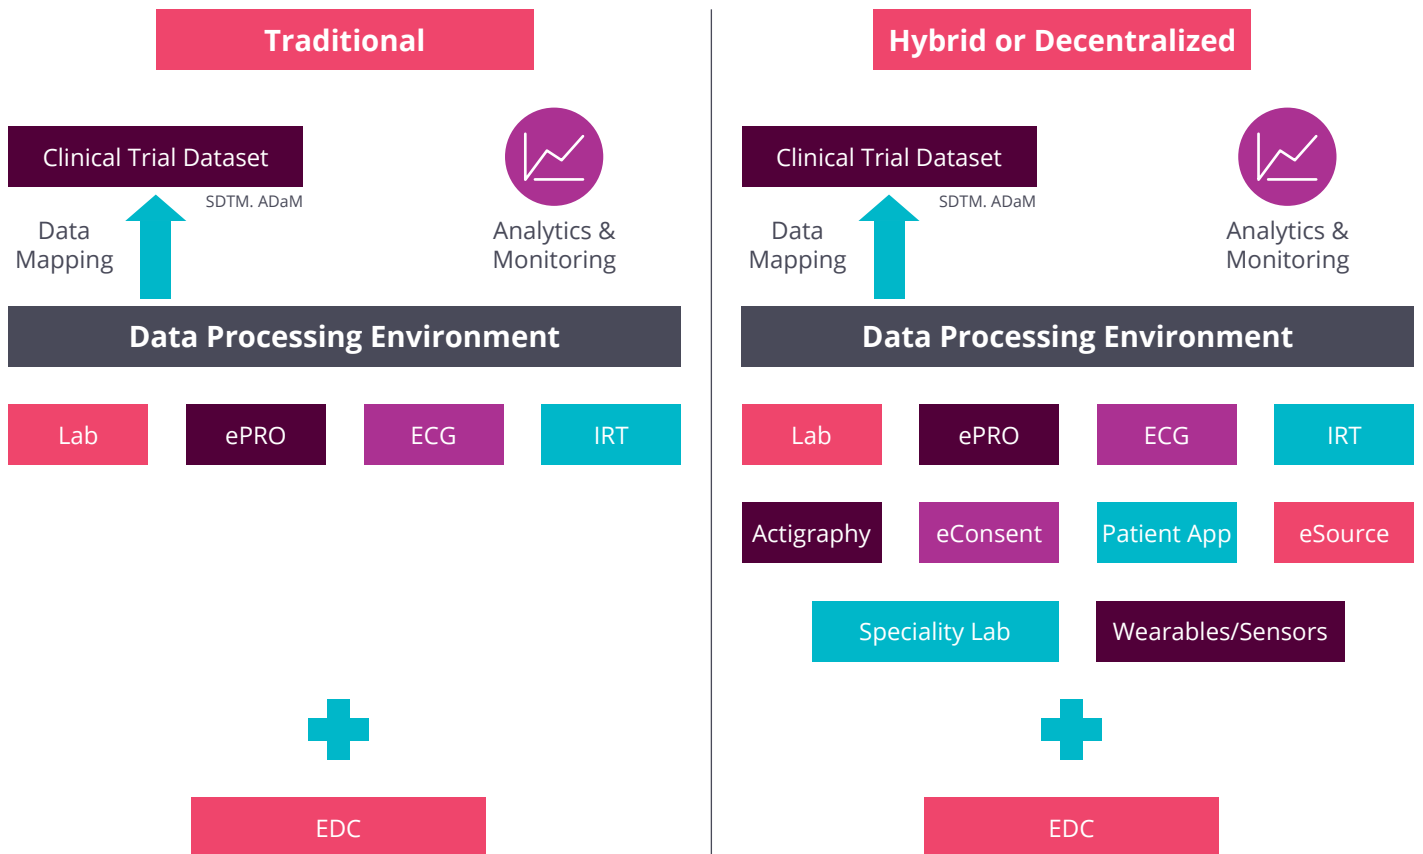 Traditional
Clinical Trial Dataset
SDTM. ADaM
Data
Mapping
Analytics &
Monitoring
Data Processing Environment
Lab
ePRO
ECG
IRT
EDC
Hybrid or Decentralized
Clinical Trial Dataset
SDTM. ADaM
Data
Mapping
Analytics &
Monitoring
Data Processing Environment
Lab
ePRO
ECG
IRT
Actigraphy
eConsent
Patient App
eSource
Speciality Lab
Wearables/Sensors
EDC